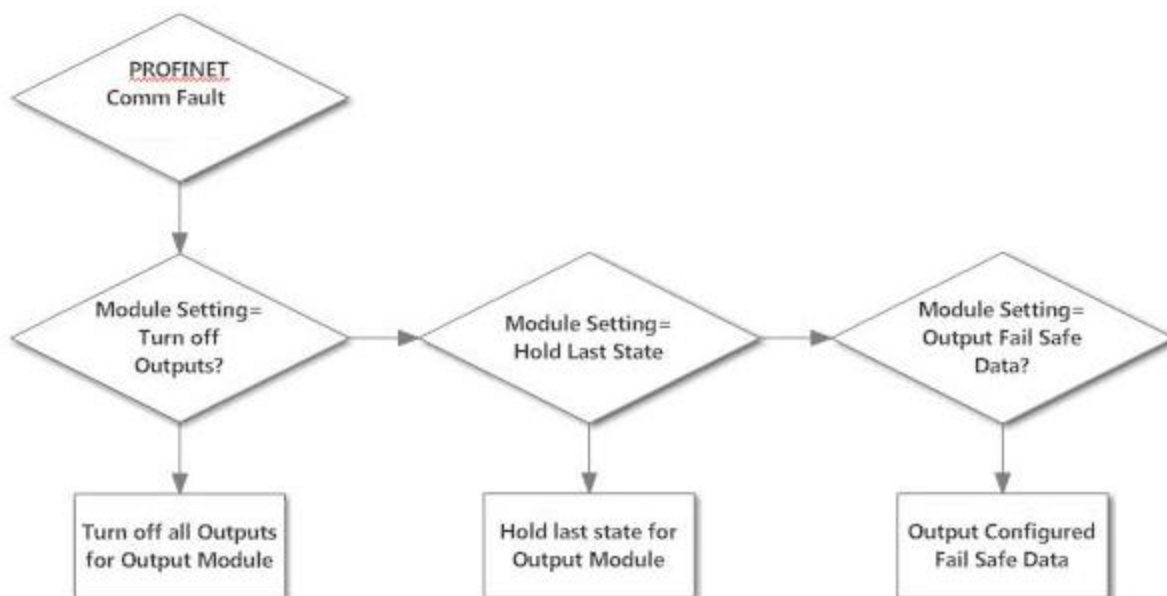 PROFINET
Comm Fault
Module Setting=
Turn off
Outputs?
Module Setting=
Hold Last State
Module Setting=
Output Fail Safe
Data?
Turn off all Outputs
for Output Module
Hold last state for
Output Module
Output Configured
Fail Safe Data